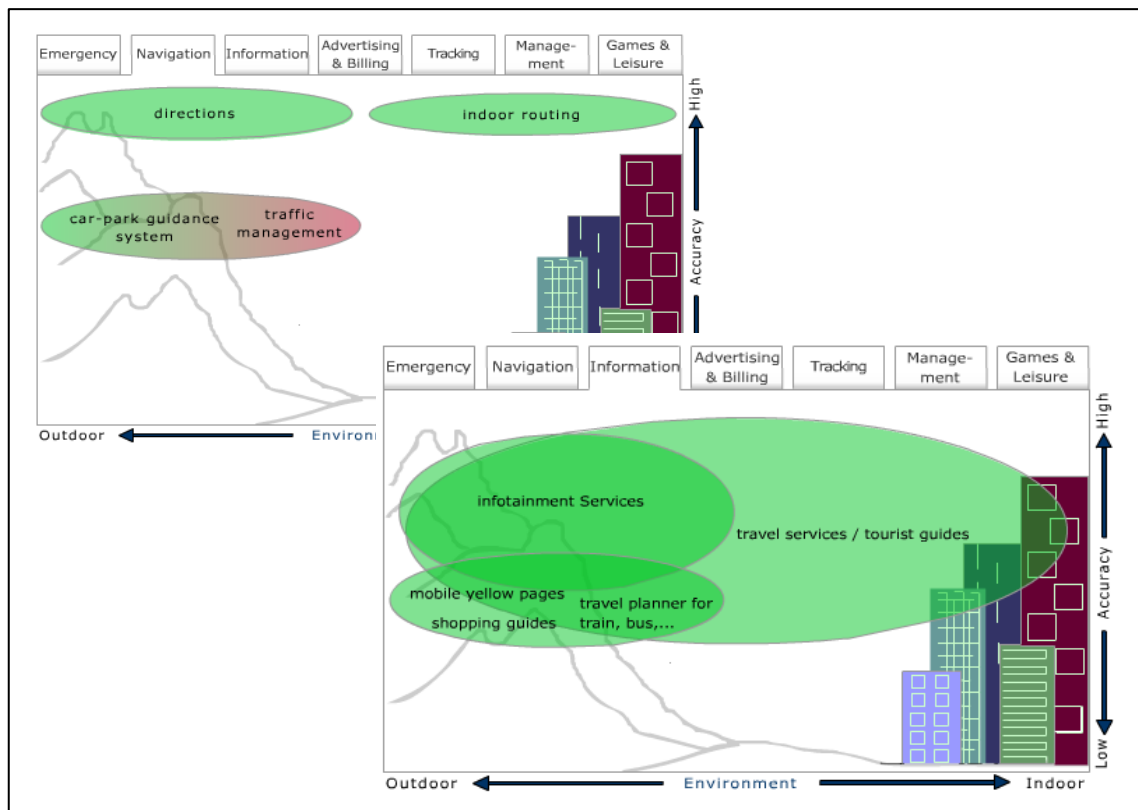 Emergency
Navigation
Information
Advertising
& Billing
Tracking
Manage-
ment
Games &
Leisure
directions
indoor routing
car-park guidance
system
traffic
management
High
Accuracy
Outdoor
Environ
Emergency
Navigation
Information
Advertising
& Billing
Tracking
Manage-
ment
Games &
Leisure
infotainment Services
travel services / tourist guides
mobile yellow pages
shopping guides
travel planner for
train, bus,...
High
Accuracy
Low
Outdoor
Environment
Indoor